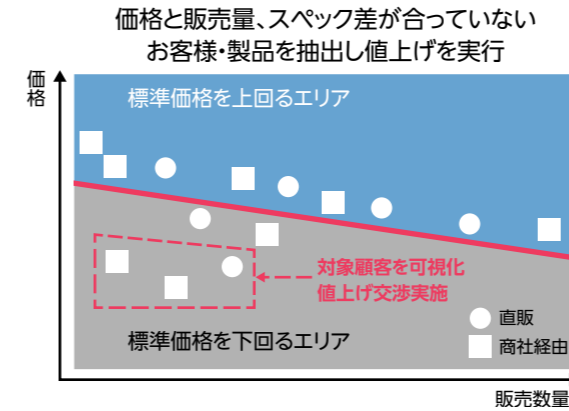 価格と販売量、スペック差が合っていない
お客様・製品を抽出し値上げを実行
価格
標準価格を上回るエリア
対象顧客を可視化
値上げ交渉実施
直販
商社経由
標準価格を下回るエリア
販売数量